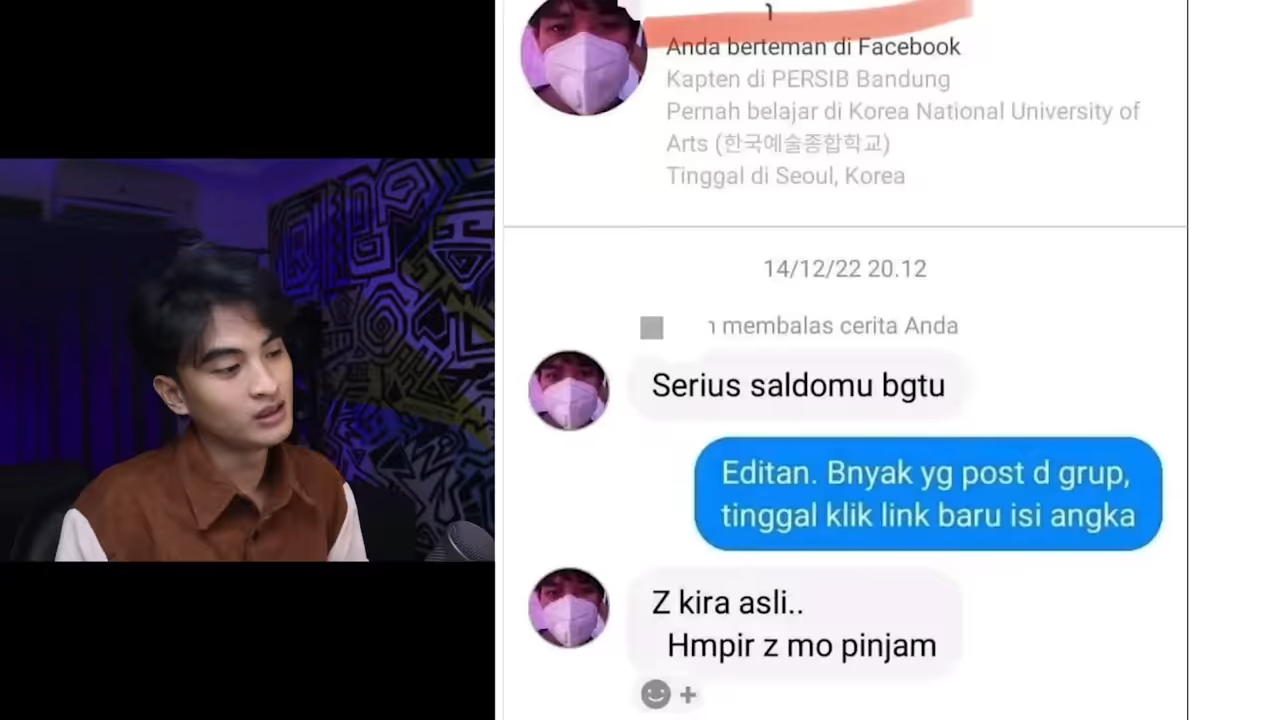 Anda berteman di Facebook
Kapten di PERSIB Bandung
Pernah belajar di Korea National University of
Arts (한국예술종합학교)
Tinggal di Seoul, Korea
14/12/22 20.12
membalas cerita Anda
Serius saldomu bgtu
Editan. Bnyak yg post d grup,
tinggal klik link baru isi angka
Z kira asli..
Hmpir z mo pinjam